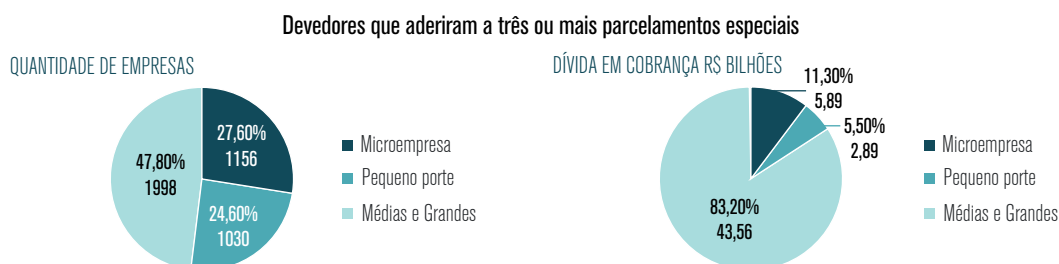 Devedores que aderiram a três ou mais parcelamentos especiais
QUANTIDADE DE EMPRESAS
27,60%
1156
47,80%
1998
24,60%
1030
Microempresa
Pequeno porte
Médias e Grandes
DÍVIDA EM COBRANÇA R$ BILHÕES
11,30%
5,89
5,50%
2,89
83,20%
43,56
Microempresa
Pequeno porte
Médias e Grandes